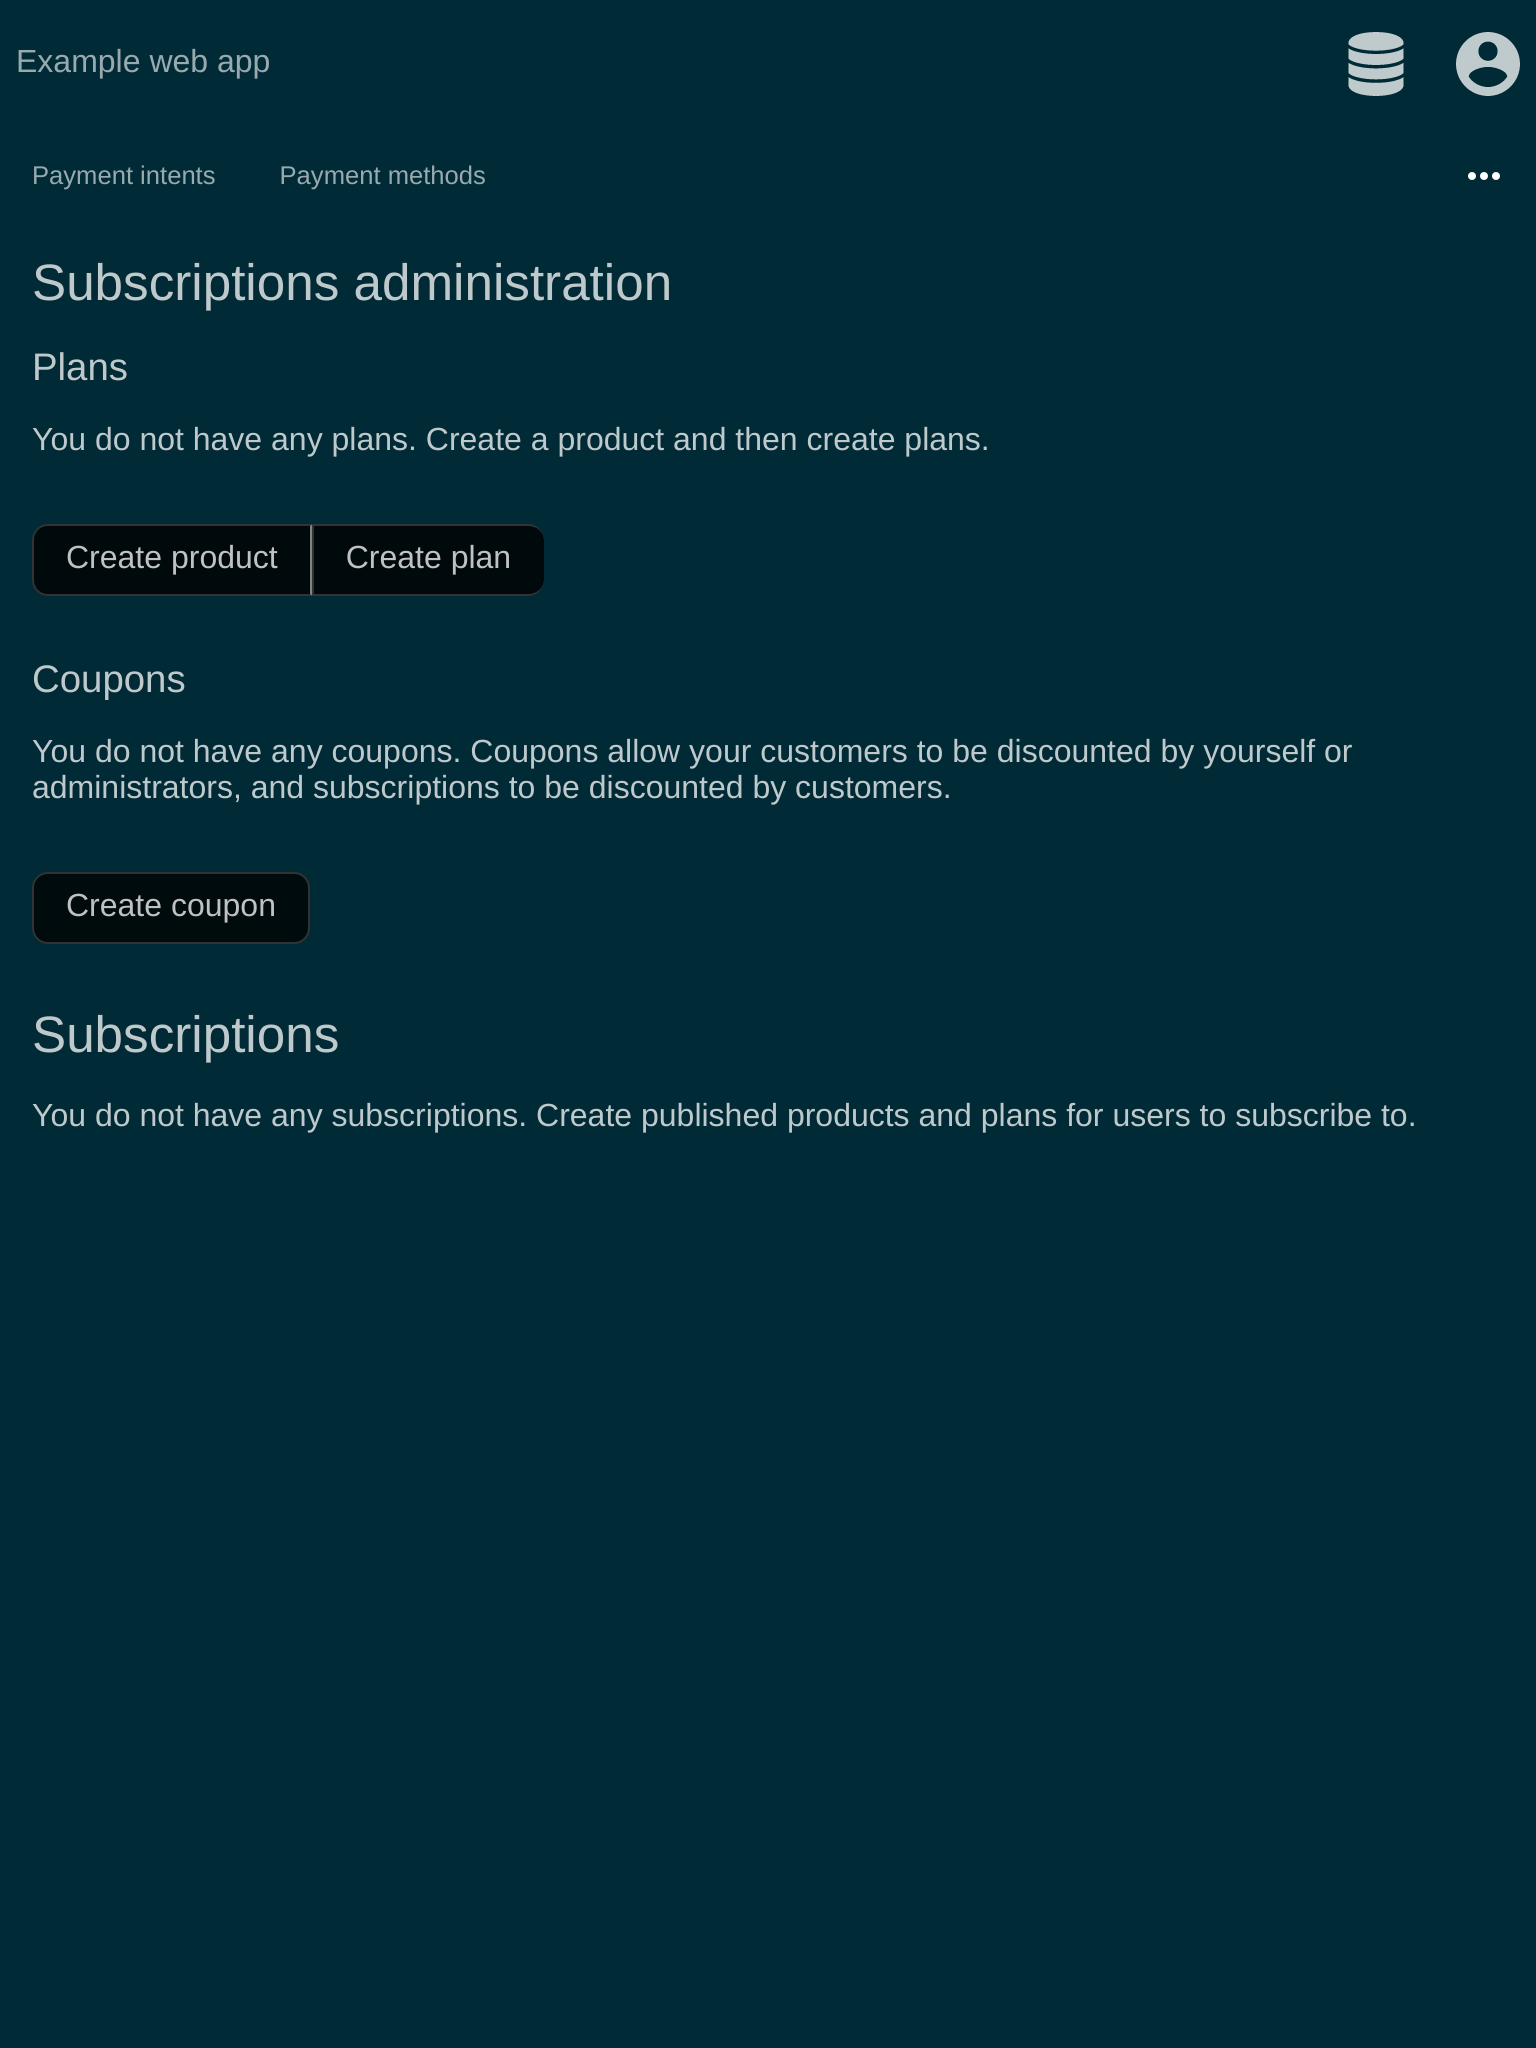 Example web app
Payment intents Payment methods
Subscriptions administration
Plans
You do not have any plans. Create a product and then create plans.
Create product Create plan
Coupons
You do not have any coupons. Coupons allow your customers to be discounted by yourself or
administrators, and subscriptions to be discounted by customers.
Create coupon
Subscriptions
You do not have any subscriptions. Create published products and plans for users to subscribe to.